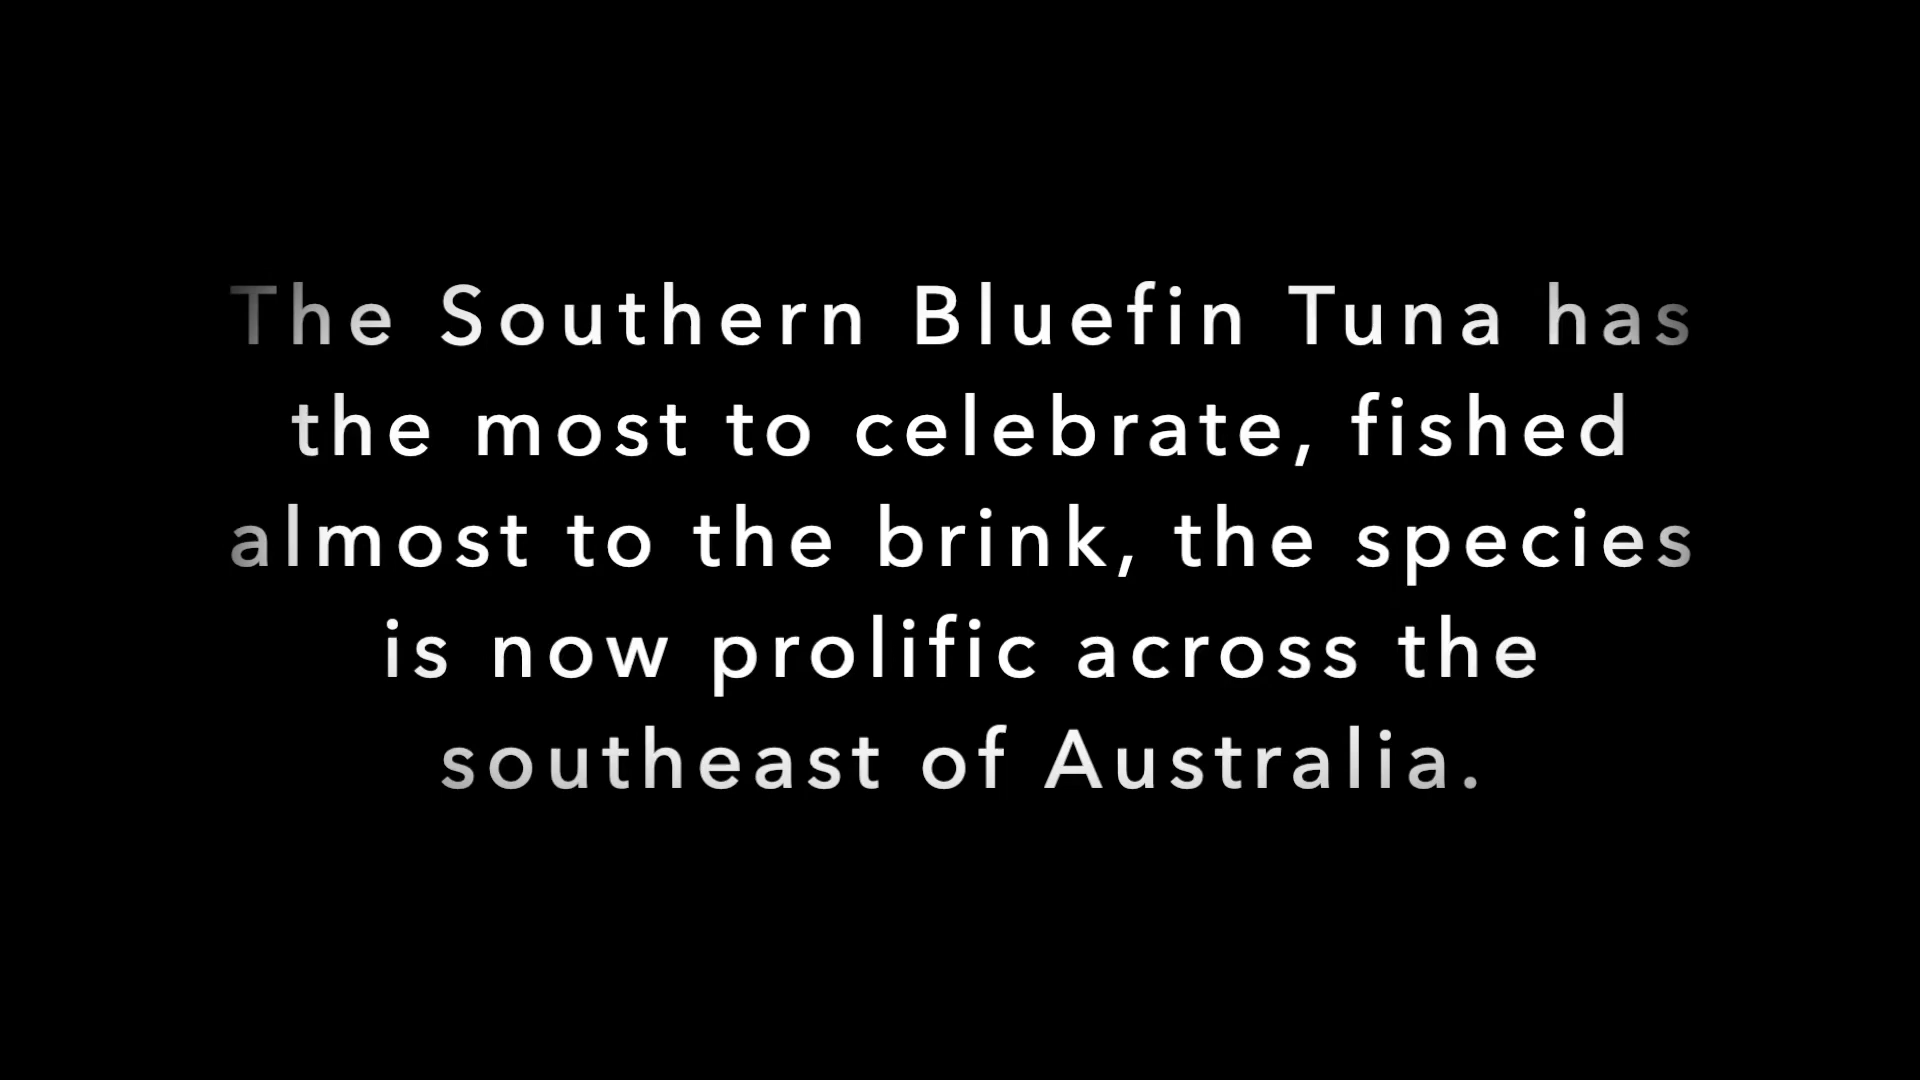 The Southern Bluefin Tuna has
the most to celebrate, fished
almost to the brink, the species
is now prolific across the
southeast of Australia.